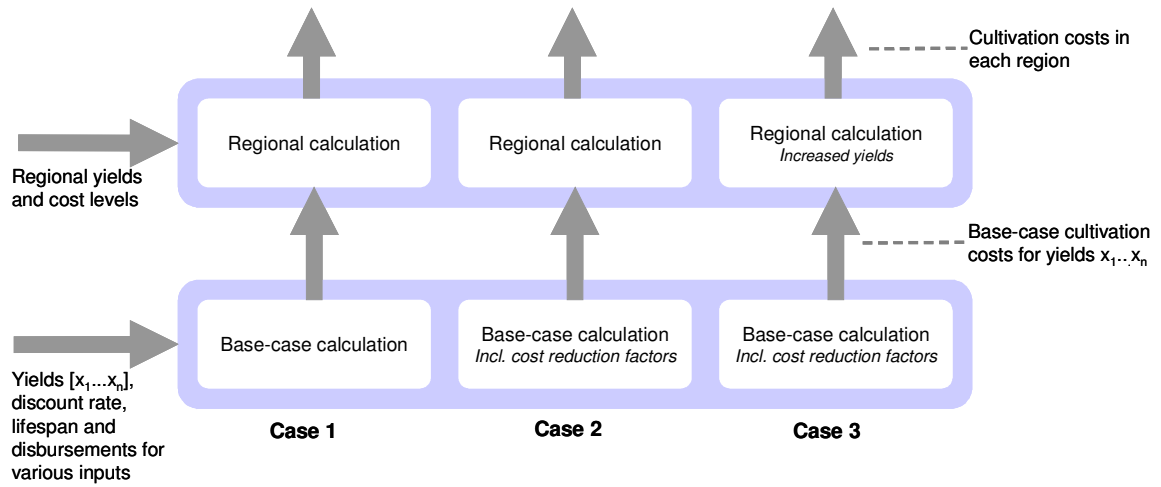 Cultivation costs in
each region
Regional calculation
Regional calculation
Regional calculation
Increased yields
Regional yields
and cost levels
Base-case cultivation
costs for yields x₁...xₙ
Base-case calculation
Base-case calculation
Incl. cost reduction factors
Base-case calculation
Incl. cost reduction factors
Yields [x₁...xₙ],
discount rate,
lifespan and
disbursements for
various inputs
Case 1
Case 2
Case 3